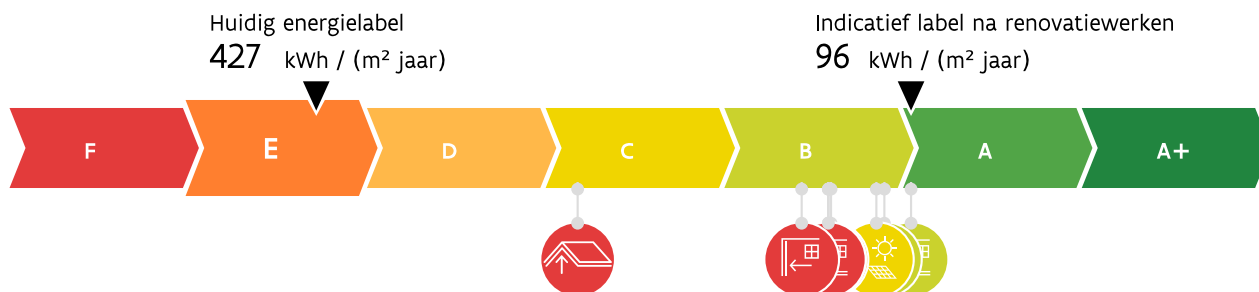 Huidig energielabel
427 kWh / (m² jaar)
Indicatief label na renovatiewerken
96 kWh / (m² jaar)
F E D C B A A+